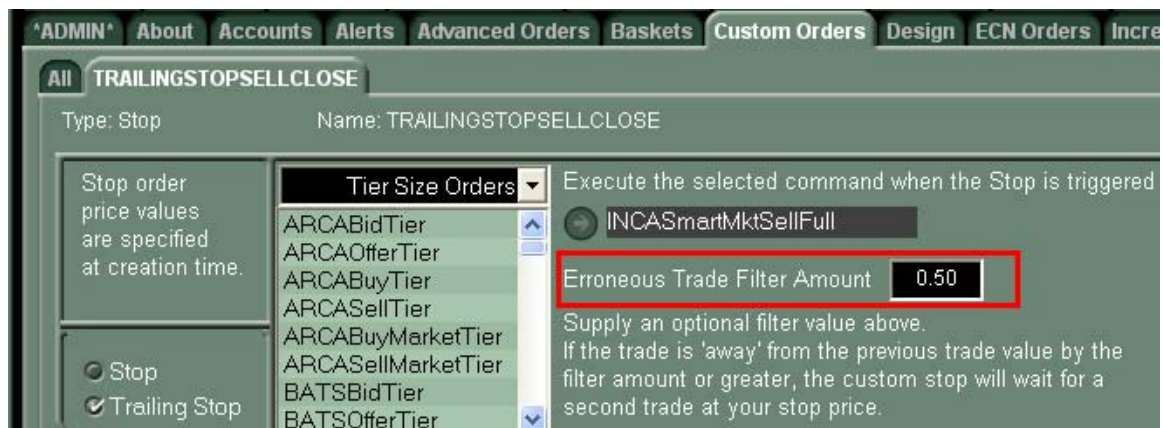 *ADMIN* About Accounts Alerts Advanced Orders Baskets Custom Orders Design ECN Orders Incre
All TRAILINGSTOPSELLCLOSE
Type: Stop Name: TRAILINGSTOPSELLCLOSE
Stop order
price values
are specified
at creation time.
Stop
Trailing Stop
Tier Size Orders
ARCABidTier
ARCAOfferTier
ARCABuyTier
ARCASellTier
ARCABuyMarketTier
ARCASellMarketTier
BATSBidTier
BATSOfferTier
Execute the selected command when the Stop is triggered
INCASmartMktSellFull
Erroneous Trade Filter Amount 0.50
Supply an optional filter value above.
If the trade is 'away' from the previous trade value by the
filter amount or greater, the custom stop will wait for a
second trade at your stop price.